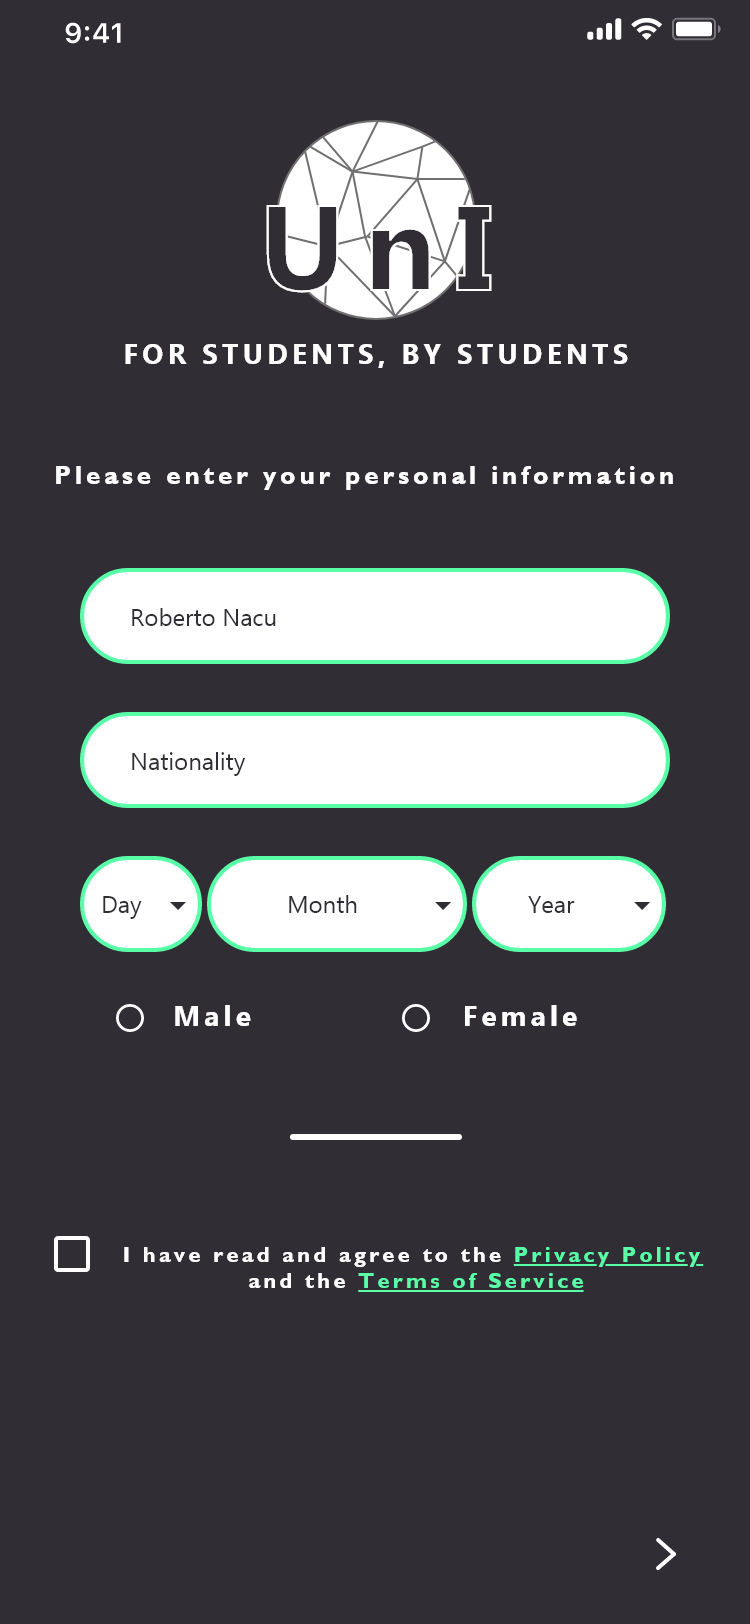 9:41
UnI
FOR STUDENTS, BY STUDENTS
Please enter your personal information
Roberto Nacu
Nationality
Day Month Year
Male Female
I have read and agree to the Privacy Policy
and the Terms of Service